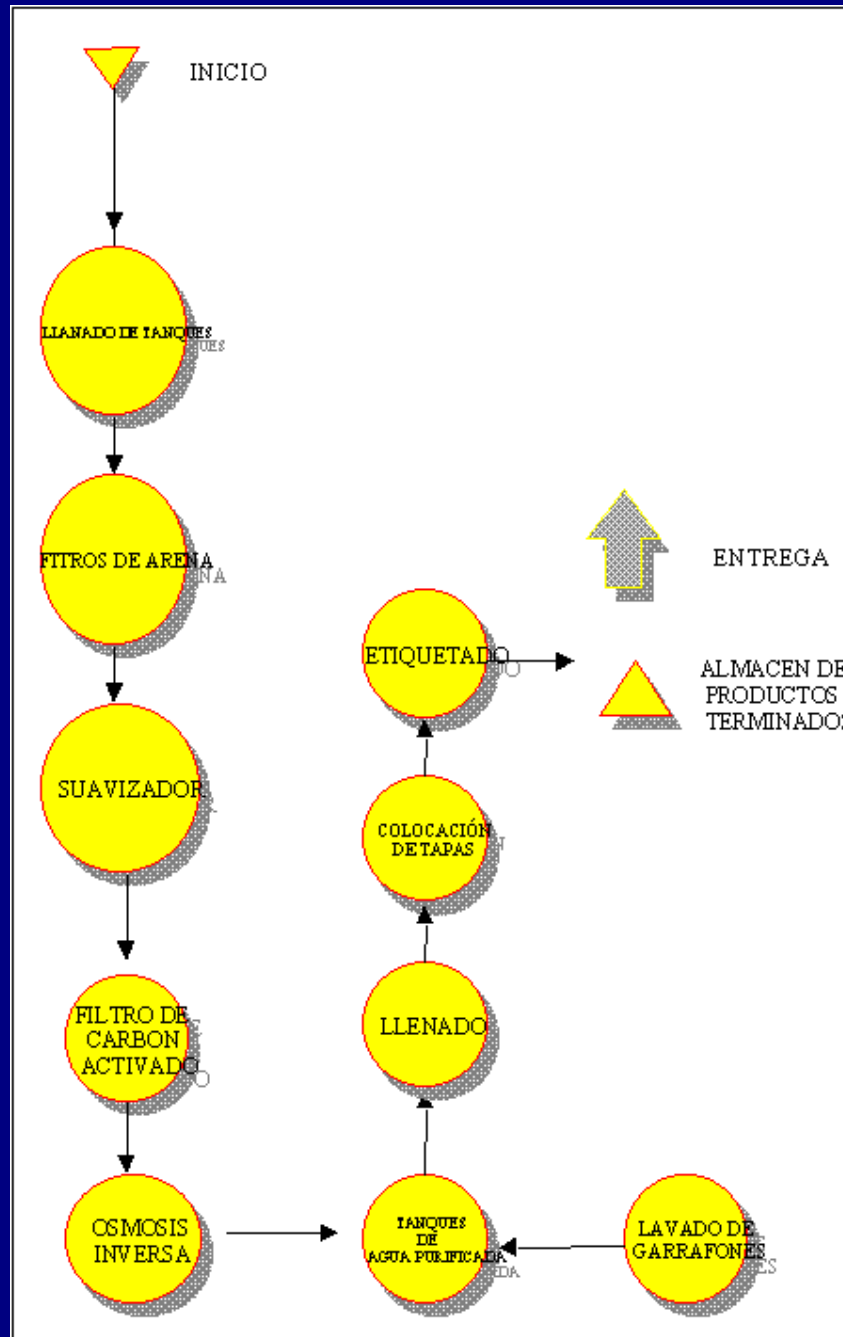 INICIO
LLANADO DE TANQUES
FITROS DE ARENA
SUAVIZADOR
FILTRO DE
CARBON
ACTIVADO
OSMOSIS
INVERSA
TANQUES
DE
AGUA PURIFICADA
LAVADO DE
GARRAFONES
LLENADO
COLOCACIÓN
DE TAPAS
ETIQUETADO
ENTREGA
ALMACEN DE
PRODUCTOS
TERMINADOS